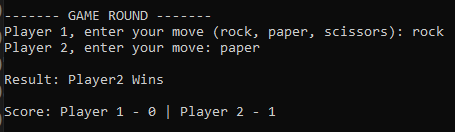 ------- GAME ROUND -------
Player 1, enter your move (rock, paper, scissors): rock
Player 2, enter your move: paper
Result: Player2 Wins
Score: Player 1 - 0 | Player 2 - 1